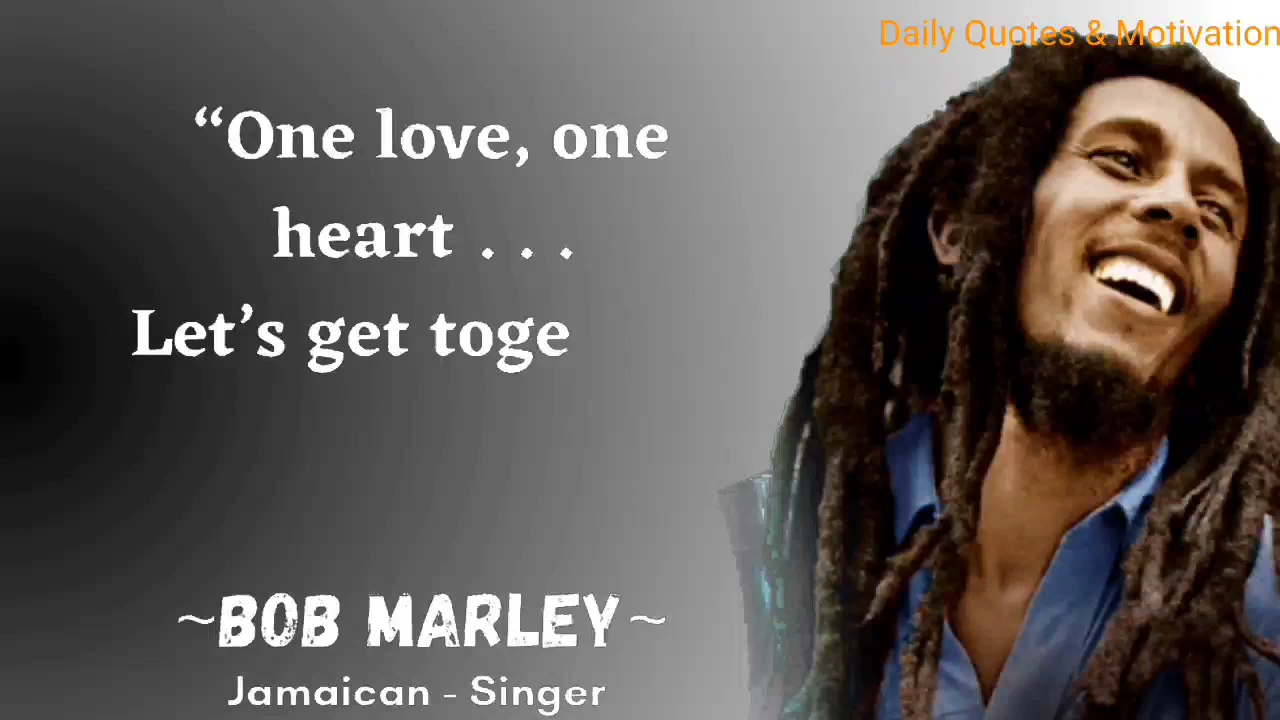 Daily Quotes & Motivation
“One love, one
heart . . .
Let’s get toge
~BOB MARLEY~
Jamaican - Singer